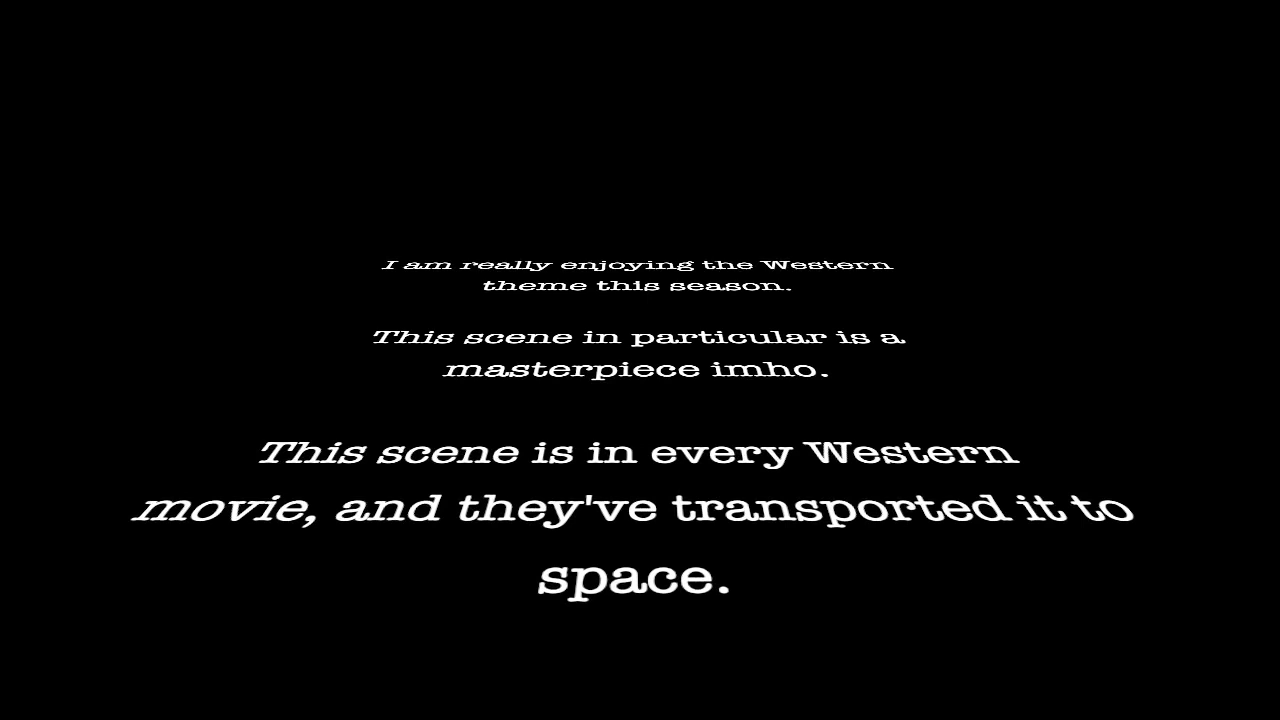 I am really enjoying the Western
theme this season.
This scene in particular is a
masterpiece imho.
This scene is in every Western
movie, and they've transported it to
space.